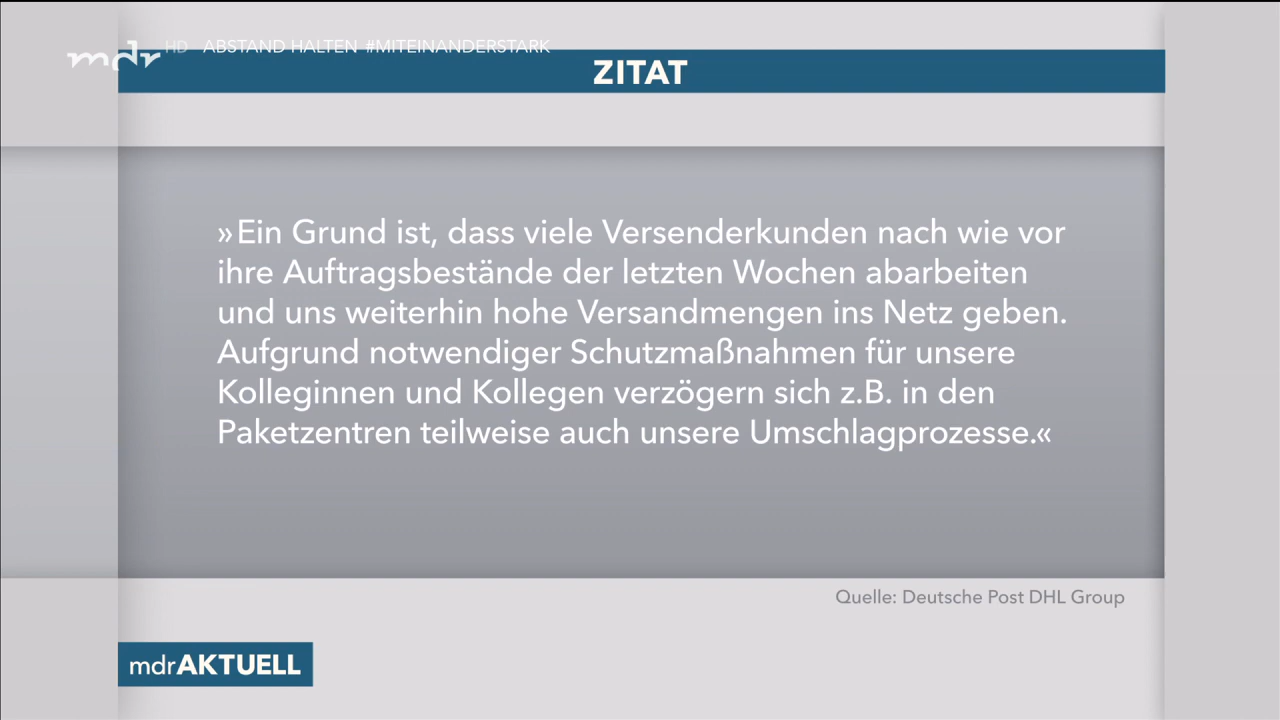 mdr HD ABSTAND HALTEN #MITEINANDERSTARK
ZITAT
»Ein Grund ist, dass viele Versenderkunden nach wie vor
ihre Auftragsbestände der letzten Wochen abarbeiten
und uns weiterhin hohe Versandmengen ins Netz geben.
Aufgrund notwendiger Schutzmaßnahmen für unsere
Kolleginnen und Kollegen verzögern sich z.B. in den
Paketzentren teilweise auch unsere Umschlagprozesse.«
Quelle: Deutsche Post DHL Group
mdrAKTUELL